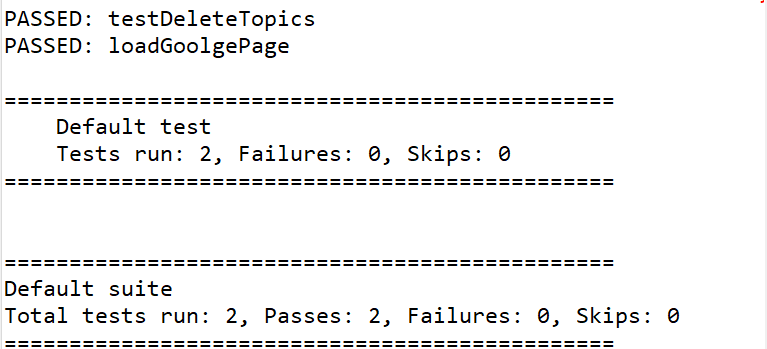 PASSED: testDeleteTopics
PASSED: loadGoolgePage
===============================================
    Default test
    Tests run: 2, Failures: 0, Skips: 0
===============================================
===============================================
Default suite
Total tests run: 2, Passes: 2, Failures: 0, Skips: 0
===============================================